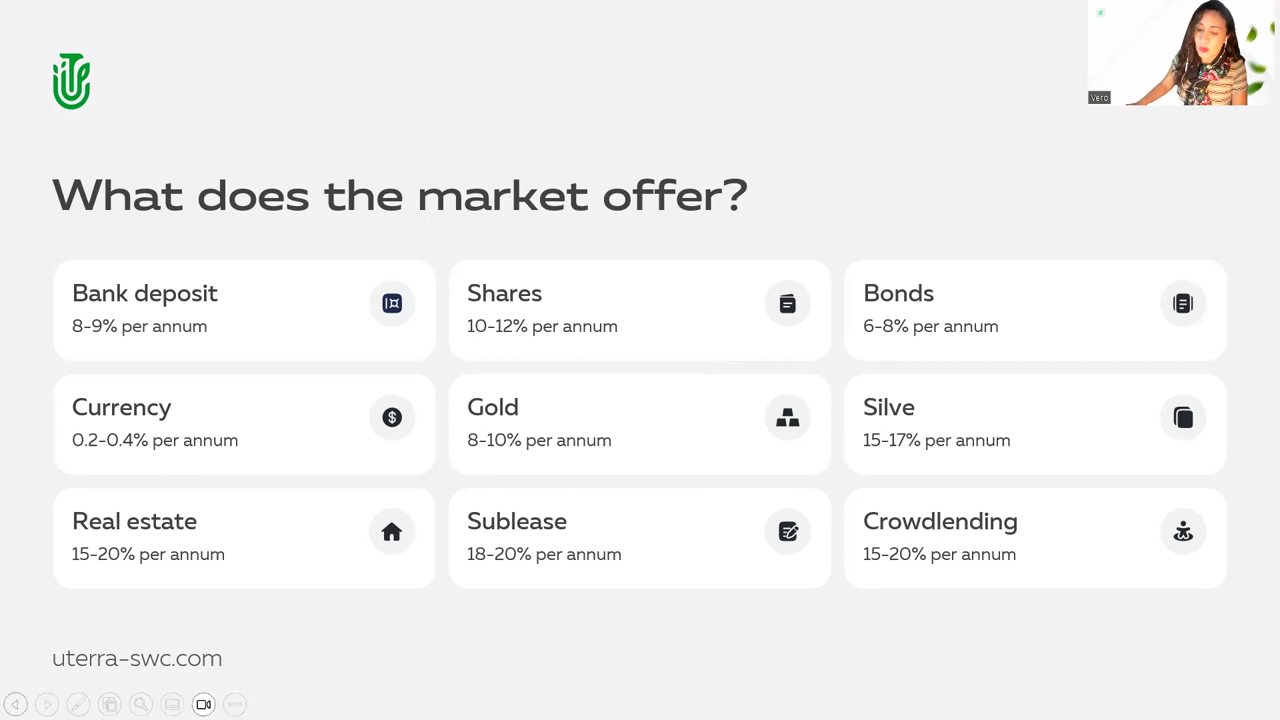 Vero
What does the market offer?
Bank deposit
8-9% per annum
Shares
10-12% per annum
Bonds
6-8% per annum
Currency
0.2-0.4% per annum
Gold
8-10% per annum
Silve
15-17% per annum
Real estate
15-20% per annum
Sublease
18-20% per annum
Crowdlending
15-20% per annum
uterra-swc.com